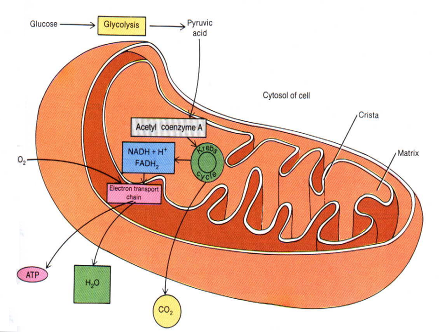 Glucose
Glycolysis
Pyruvic
acid
Cytosol of cell
Acetyl coenzyme A
Crista
NADH + H⁺
FADH₂
Krebs
cycle
Matrix
O₂
Electron transport
chain
ATP
H₂O
CO₂